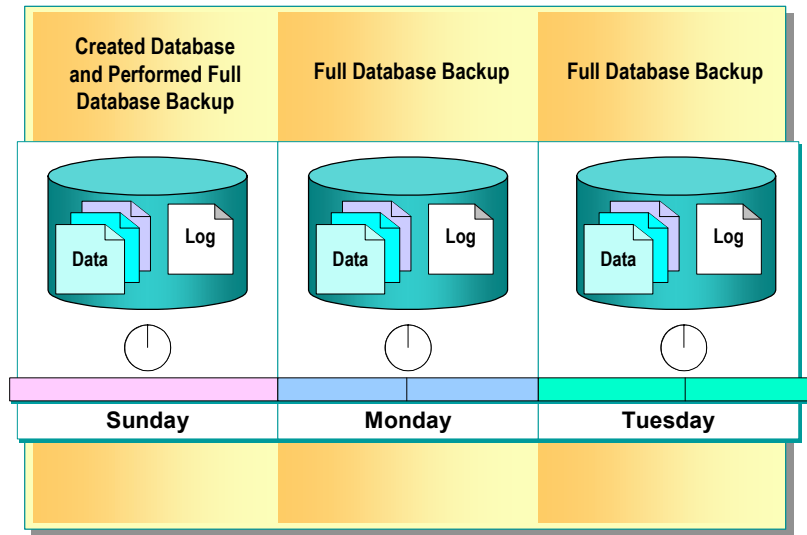 Created Database
and Performed Full
Database Backup
Full Database Backup
Full Database Backup
Data
Log
Data
Log
Data
Log
Sunday
Monday
Tuesday